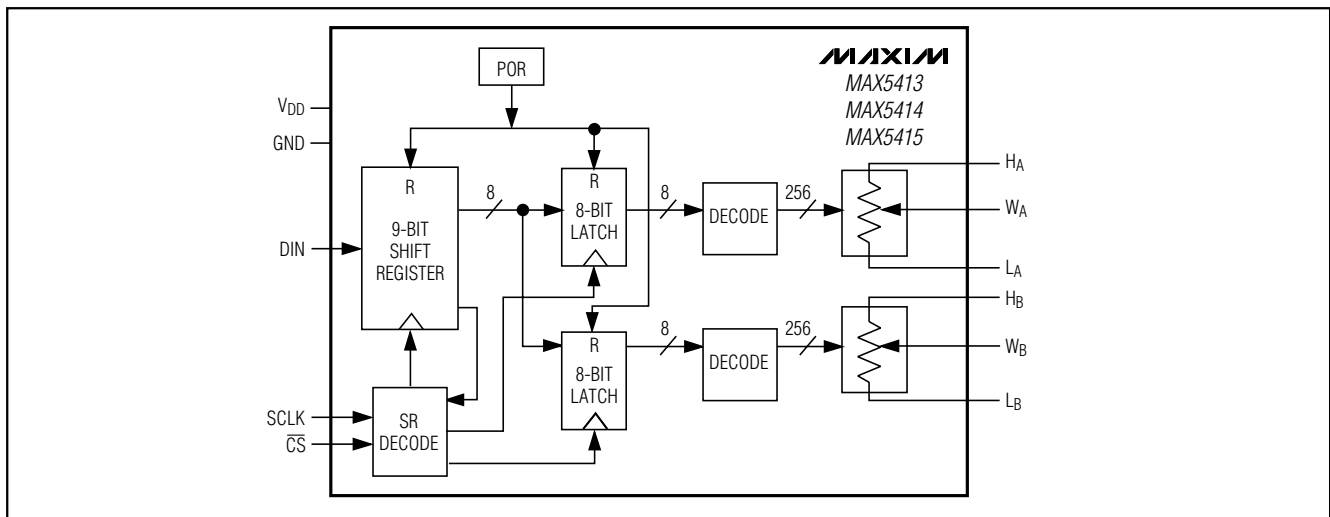 MAXIM
MAX5413
MAX5414
MAX5415
POR
VDD
GND
DIN
SCLK
CS
R
9-BIT
SHIFT
REGISTER
SR
DECODE
8
R
8-BIT
LATCH
8
DECODE
256
HA
WA
LA
R
8-BIT
LATCH
8
DECODE
256
HB
WB
LB